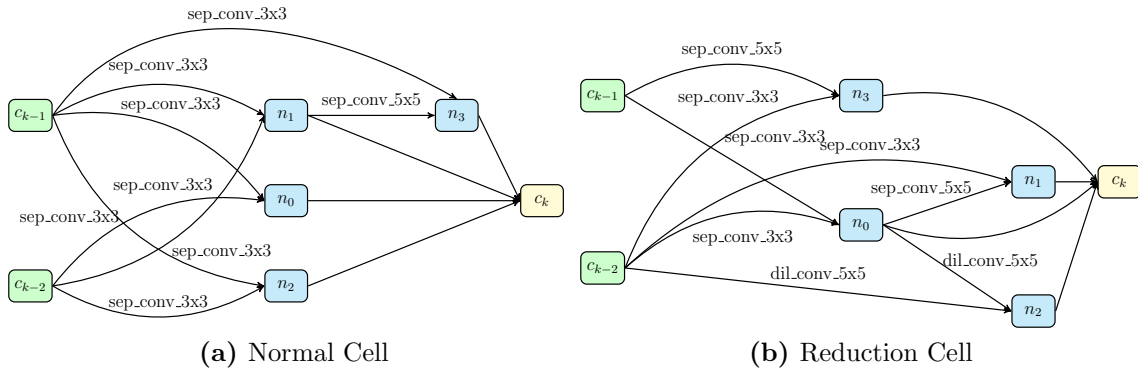 sep_conv_3x3
sep_conv_3x3
c_{k-1}
sep_conv_3x3
n_1
sep_conv_5x5
n_3
sep_conv_3x3
n_0
c_k
sep_conv_3x3
sep_conv_3x3
c_{k-2}
sep_conv_3x3
n_2
(a) Normal Cell
sep_conv_5x5
c_{k-1}
sep_conv_3x3
n_3
sep_conv_3x3
sep_conv_3x3
n_1
c_k
sep_conv_5x5
n_0
sep_conv_3x3
c_{k-2}
dil_conv_5x5
dil_conv_5x5
n_2
(b) Reduction Cell